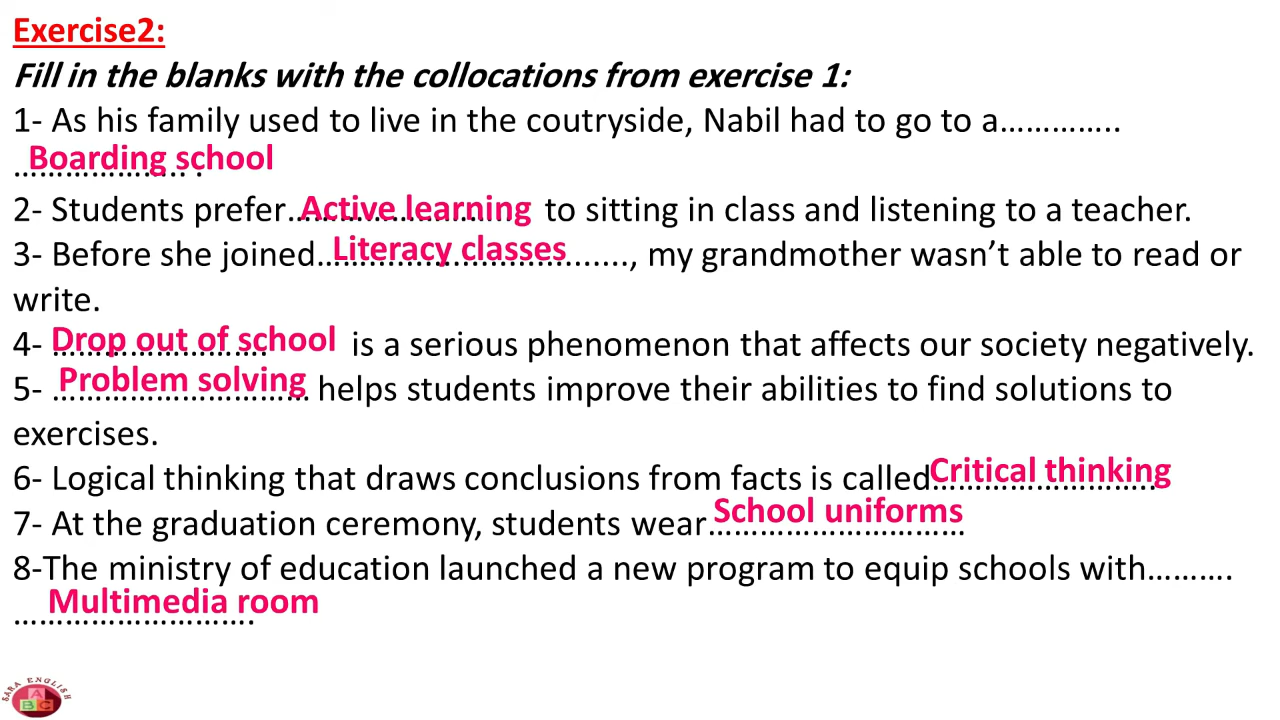 Exercise2:
Fill in the blanks with the collocations from exercise 1:
1- As his family used to live in the coutryside, Nabil had to go to a…………..
……………….. . Boarding school
2- Students prefer……………………. Active learning to sitting in class and listening to a teacher.
3- Before she joined………………………….…., Literacy classes my grandmother wasn’t able to read or
write.
4- ……………………. Drop out of school is a serious phenomenon that affects our society negatively.
5- ………………………… Problem solving helps students improve their abilities to find solutions to
exercises.
6- Logical thinking that draws conclusions from facts is called…………………….. Critical thinking
7- At the graduation ceremony, students wear………………………… School uniforms
8-The ministry of education launched a new program to equip schools with……….
………………………. Multimedia room
SARA ENGLISH
A
B C